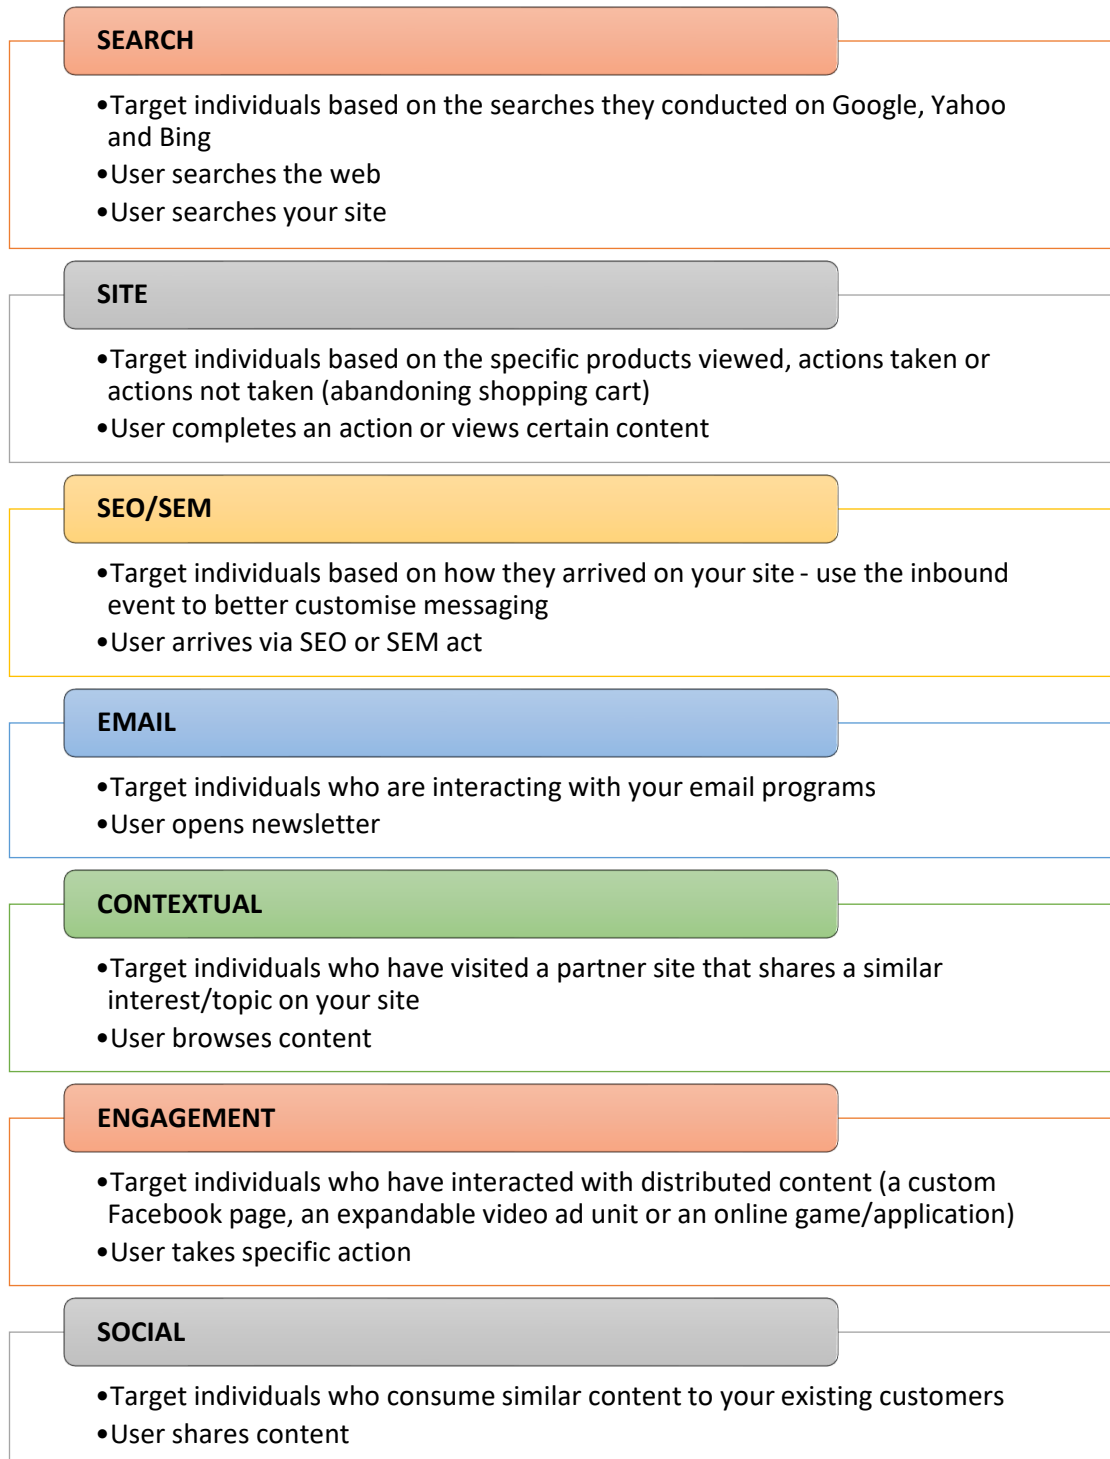 SEARCH
•Target individuals based on the searches they conducted on Google, Yahoo
and Bing
•User searches the web
•User searches your site
SITE
•Target individuals based on the specific products viewed, actions taken or
actions not taken (abandoning shopping cart)
•User completes an action or views certain content
SEO/SEM
•Target individuals based on how they arrived on your site - use the inbound
event to better customise messaging
•User arrives via SEO or SEM act
EMAIL
•Target individuals who are interacting with your email programs
•User opens newsletter
CONTEXTUAL
•Target individuals who have visited a partner site that shares a similar
interest/topic on your site
•User browses content
ENGAGEMENT
•Target individuals who have interacted with distributed content (a custom
Facebook page, an expandable video ad unit or an online game/application)
•User takes specific action
SOCIAL
•Target individuals who consume similar content to your existing customers
•User shares content